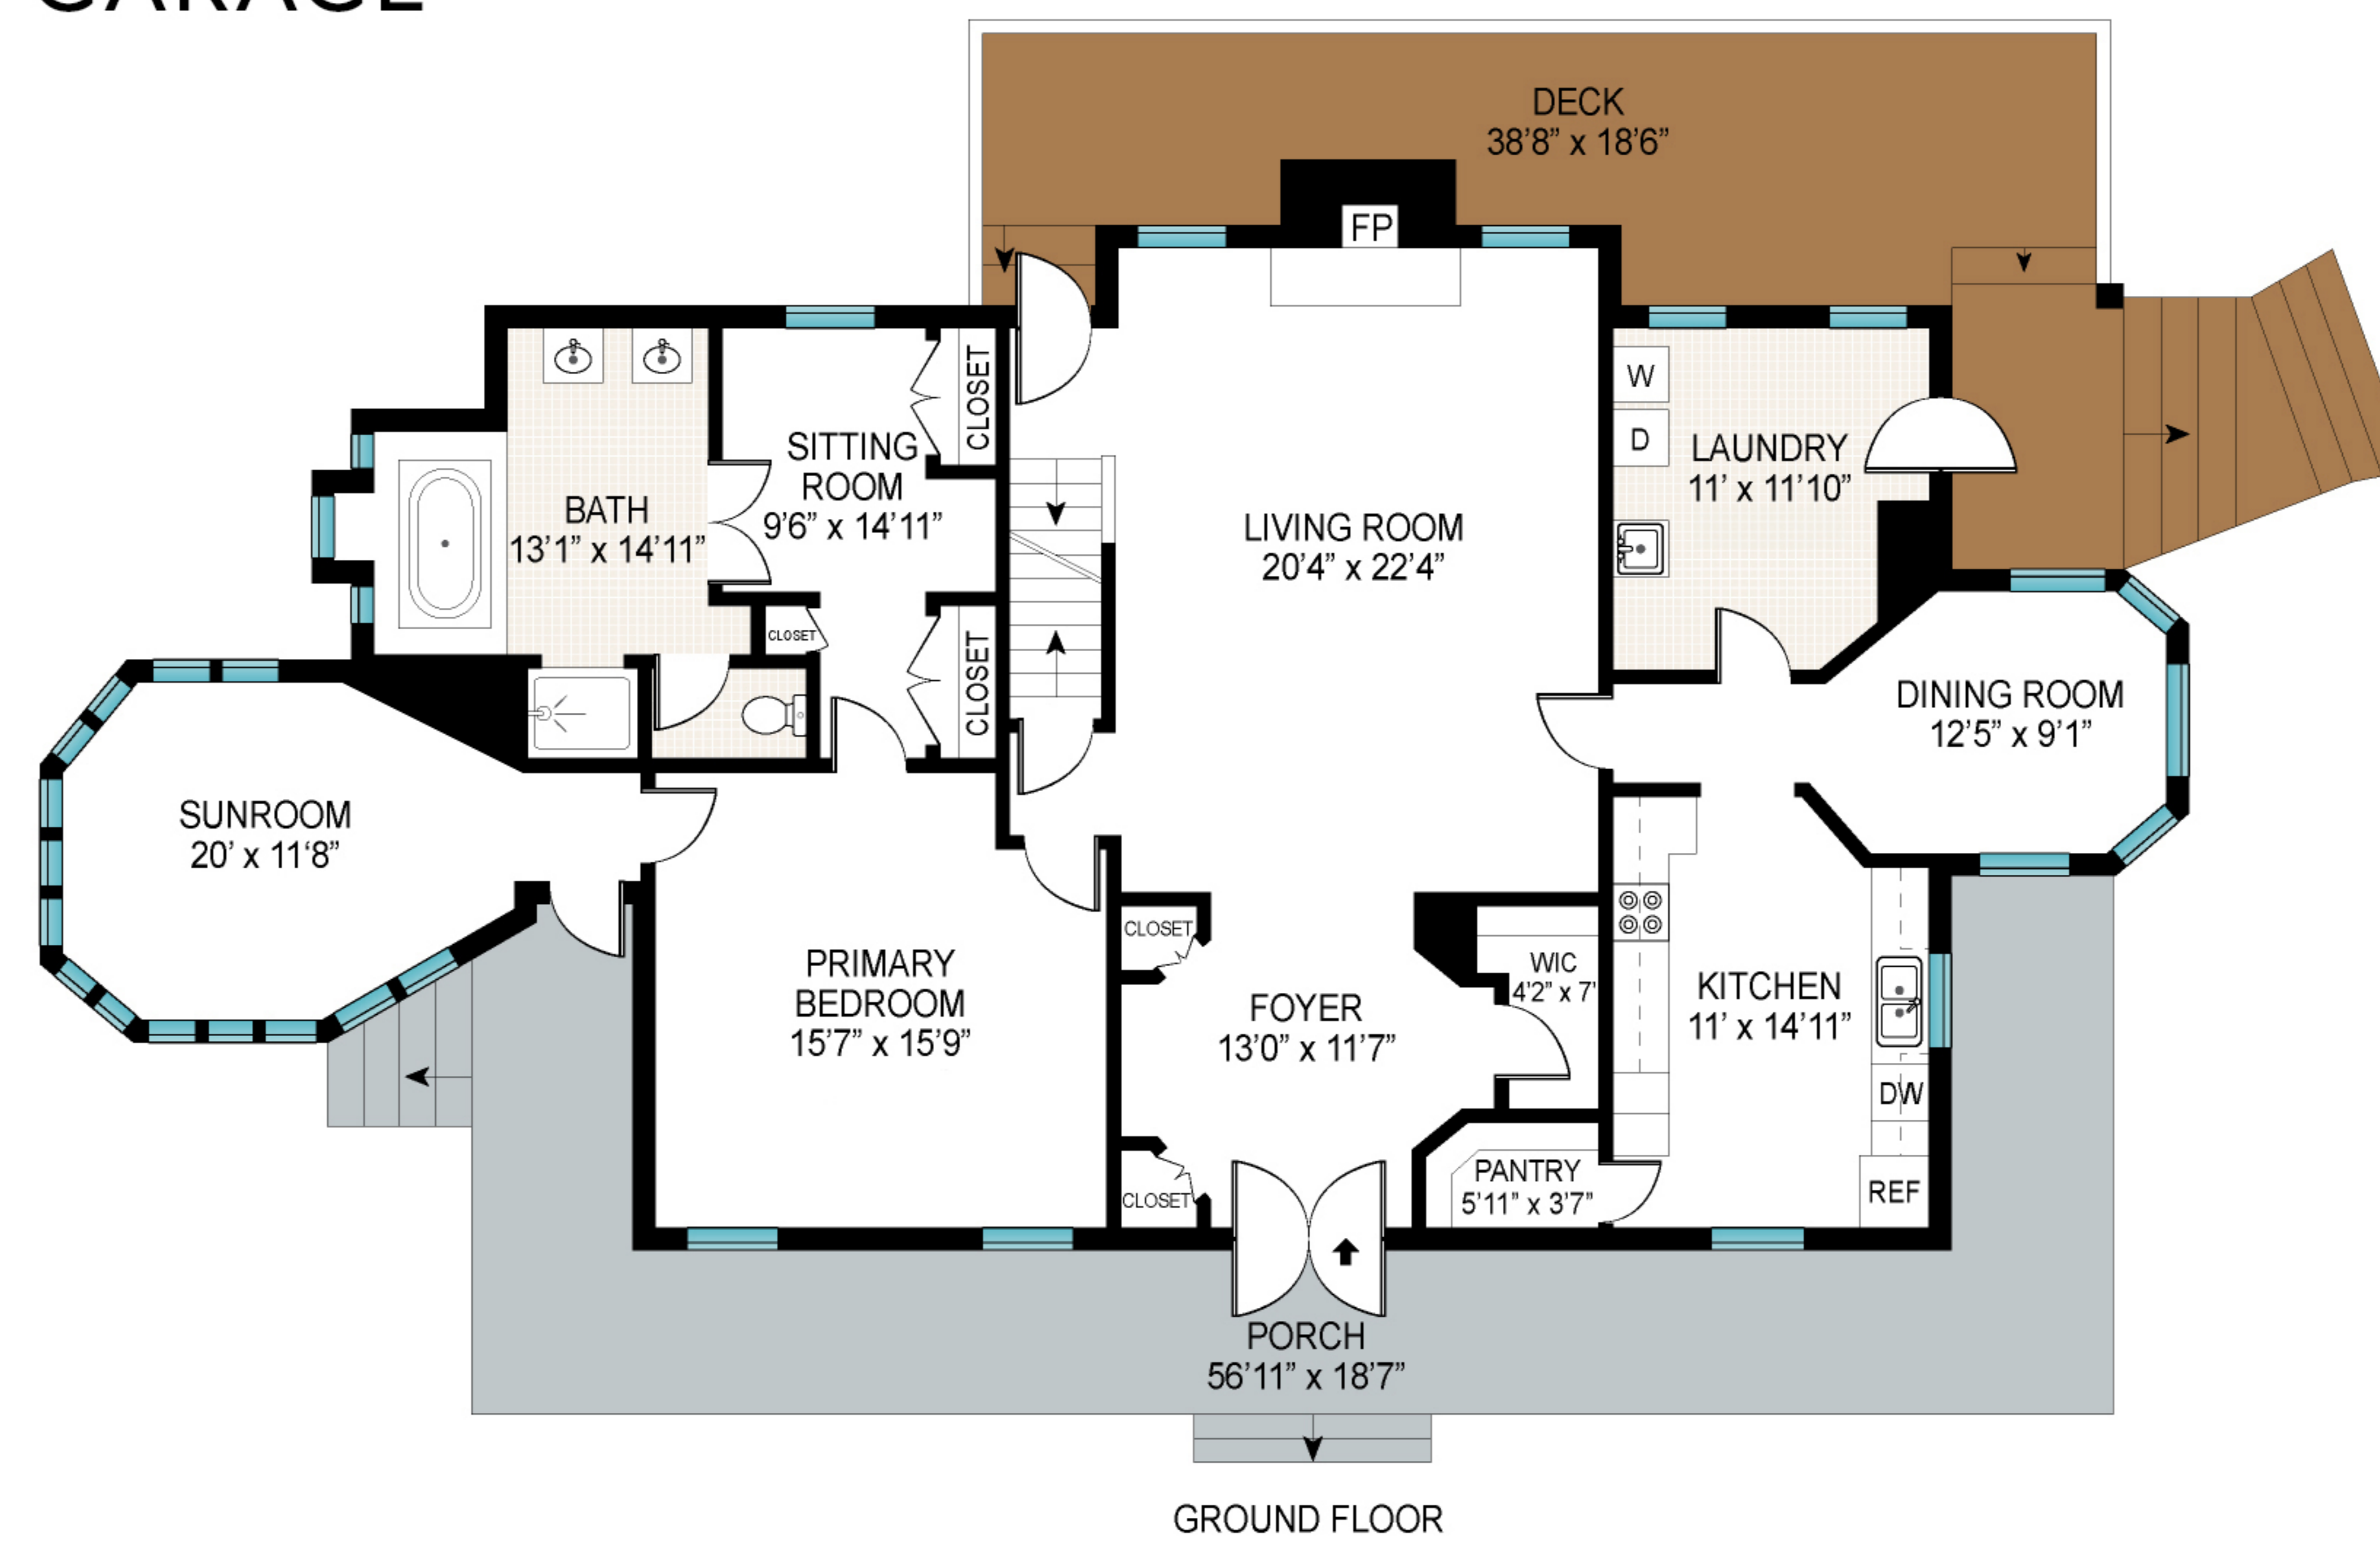 GARAGE
DECK
38'8” x 18'6”
FP
CLOSET
W
D
SITTING
ROOM
9'6” x 14'11”
LAUNDRY
11' x 11'10”
BATH
13'1” x 14'11”
LIVING ROOM
20'4” x 22'4”
CLOSET
CLOSET
DINING ROOM
12'5” x 9'1”
SUNROOM
20' x 11'8”
CLOSET
PRIMARY
BEDROOM
15'7” x 15'9”
WIC
4'2” x 7'
FOYER
13'0” x 11'7”
KITCHEN
11' x 14'11”
DW
PANTRY
5'11” x 3'7”
CLOSET
REF
PORCH
56'11” x 18'7”
GROUND FLOOR